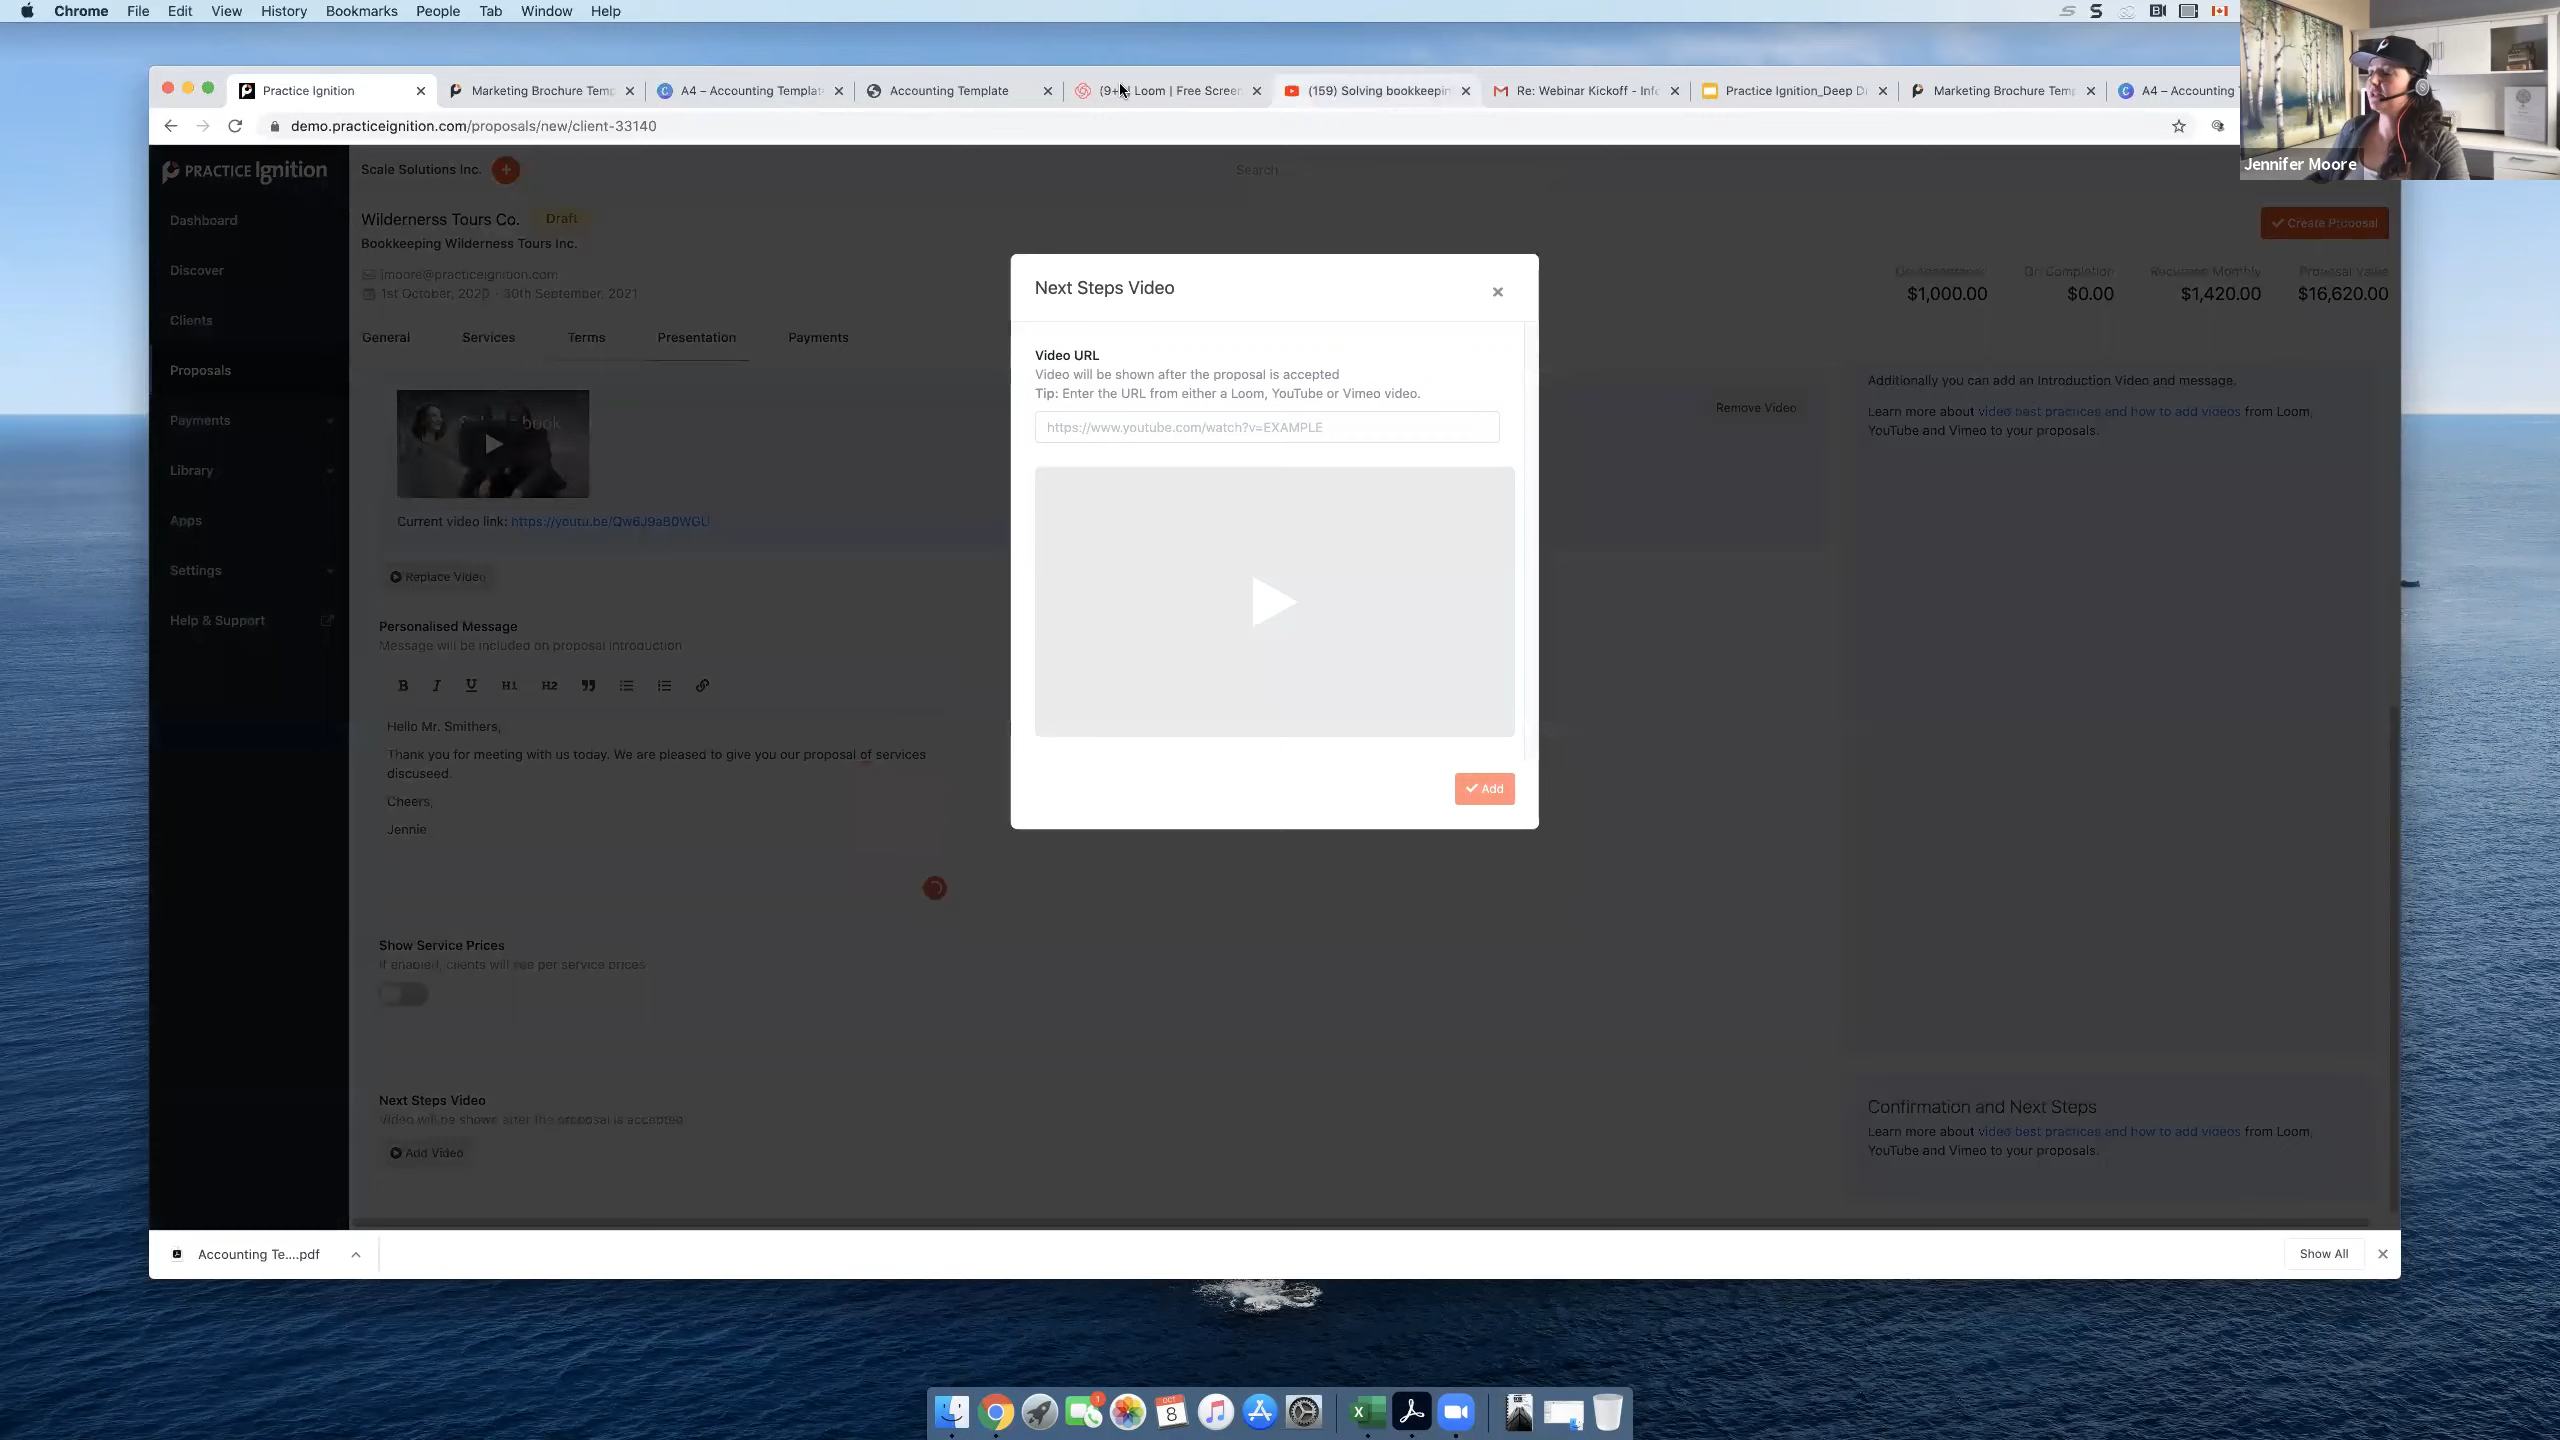 Chrome File Edit View History Bookmarks People Tab Window Help
Jennifer Moore
Practice Ignition
Marketing Brochure Temp
A4 – Accounting Templat
Accounting Template
(9+) Loom | Free Screen
(159) Solving bookkeepin
Re: Webinar Kickoff - Inf
Practice Ignition_Deep D
Marketing Brochure Temp
A4 – Accounting
demo.practiceignition.com/proposals/new/client-33140
PRACTICE Ignition
Scale Solutions Inc.
Search
Dashboard
Discover
Clients
Proposals
Payments
Library
Apps
Settings
Help & Support
Wildernerss Tours Co. Draft
Bookkeeping Wilderness Tours Inc.
jmoore@practiceignition.com
1st October, 2020 - 30th September, 2021
Create Proposal
On Acceptance On Completion Recurring Monthly Proposal Value
$1,000.00 $0.00 $1,420.00 $16,620.00
General Services Terms Presentation Payments
book
Current video link: https://youtu.be/Qw6J9aB0WGU
Remove Video
Replace Video
Additionally you can add an Introduction Video and message.
Learn more about video best practices and how to add videos from Loom,
YouTube and Vimeo to your proposals.
Personalised Message
Message will be included on proposal introduction
B I U H1 H2
Hello Mr. Smithers,
Thank you for meeting with us today. We are pleased to give you our proposal of services
discuseed.
Cheers,
Jennie
Show Service Prices
If enabled, clients will see per service prices
Next Steps Video
Video will be shown after the proposal is accepted
Add Video
Confirmation and Next Steps
Learn more about video best practices and how to add videos from Loom,
YouTube and Vimeo to your proposals.
Next Steps Video
Video URL
Video will be shown after the proposal is accepted
Tip: Enter the URL from either a Loom, YouTube or Vimeo video.
https://www.youtube.com/watch?v=EXAMPLE
Add
Accounting Te....pdf
Show All
1
OCT
8